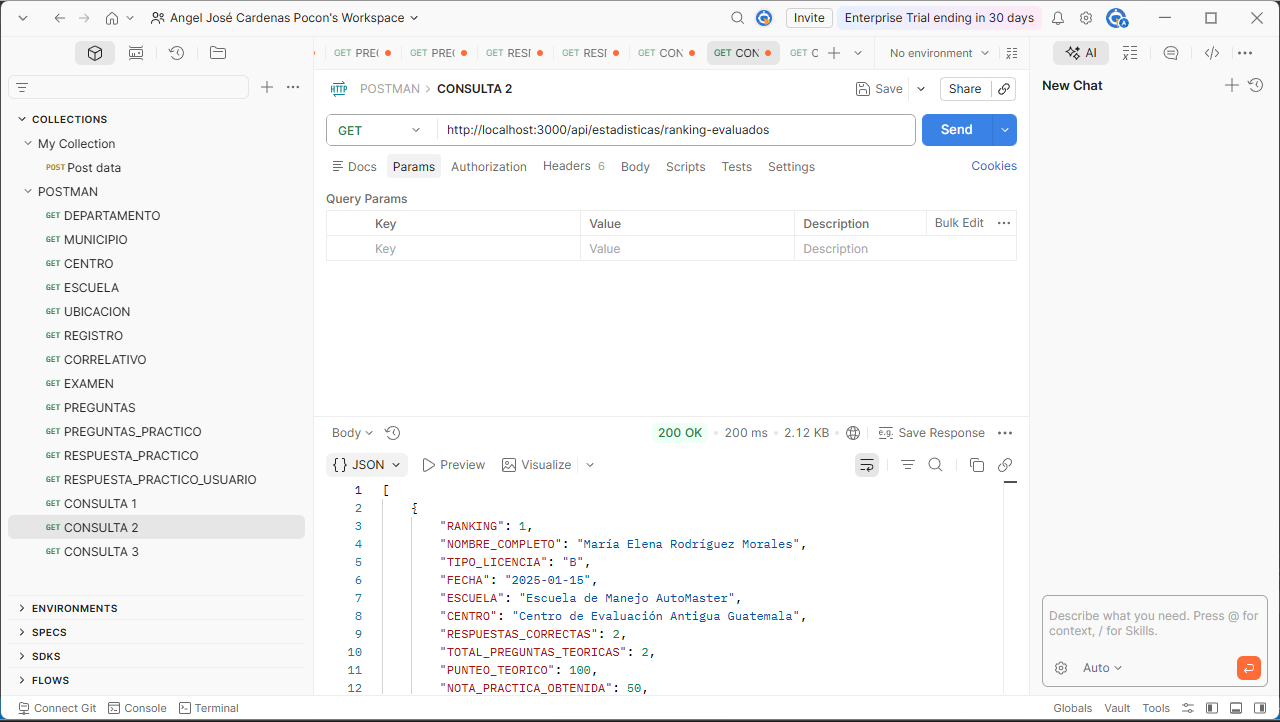 Angel José Cardenas Pocon's Workspace
Invite
Enterprise Trial ending in 30 days
GET PRE
GET PRE
GET RES
GET RES
GET CON
GET CON
GET C
No environment
AI
POSTMAN > CONSULTA 2
Save
Share
New Chat
COLLECTIONS
My Collection
POST Post data
POSTMAN
GET DEPARTAMENTO
GET MUNICIPIO
GET CENTRO
GET ESCUELA
GET UBICACION
GET REGISTRO
GET CORRELATIVO
GET EXAMEN
GET PREGUNTAS
GET PREGUNTAS_PRACTICO
GET RESPUESTA_PRACTICO
GET RESPUESTA_PRACTICO_USUARIO
GET CONSULTA 1
GET CONSULTA 2
GET CONSULTA 3
ENVIRONMENTS
SPECS
SDKS
FLOWS
HTTP
GET
http://localhost:3000/api/estadisticas/ranking-evaluados
Send
Docs Params Authorization Headers 6 Body Scripts Tests Settings
Cookies
Query Params
Key Value Description Bulk Edit
Key Value Description
Body
200 OK 200 ms 2.12 KB
e.g. Save Response
{} JSON Preview Visualize
1 [
2 {
3 "RANKING": 1,
4 "NOMBRE_COMPLETO": "María Elena Rodríguez Morales",
5 "TIPO_LICENCIA": "B",
6 "FECHA": "2025-01-15",
7 "ESCUELA": "Escuela de Manejo AutoMaster",
8 "CENTRO": "Centro de Evaluación Antigua Guatemala",
9 "RESPUESTAS_CORRECTAS": 2,
10 "TOTAL_PREGUNTAS_TEORICAS": 2,
11 "PUNTEO_TEORICO": 100,
12 "NOTA_PRACTICA_OBTENIDA": 50,
Describe what you need. Press @ for
context, / for Skills.
Auto
Connect Git
Console
Terminal
Globals
Vault
Tools